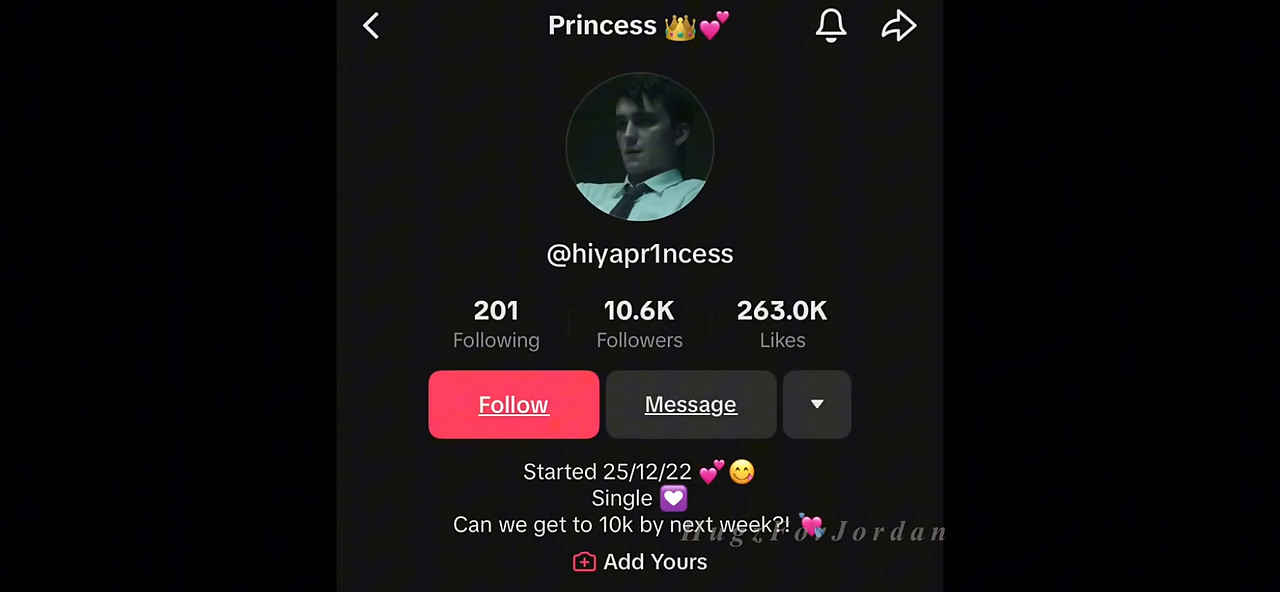 Princess 👑💕
@hiyapr1ncess
201 10.6K 263.0K
Following Followers Likes
Follow Message
Started 25/12/22 💕😋
Single 💟
Can we get to 10k by next week?! 💘
HugzForJordan
Add Yours